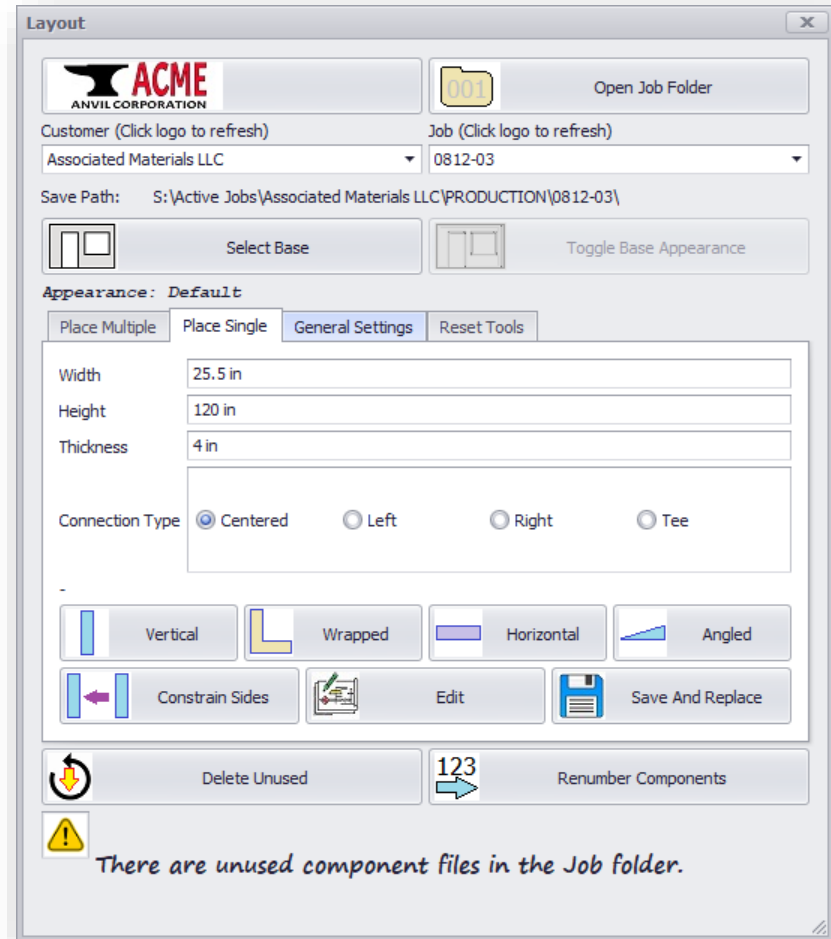 Layout
ACME
ANVIL CORPORATION
001
Open Job Folder
Customer (Click logo to refresh)
Job (Click logo to refresh)
Associated Materials LLC
0812-03
Save Path: S:\Active Jobs\Associated Materials LLC\PRODUCTION\0812-03\
Select Base
Toggle Base Appearance
Appearance: Default
Place Multiple
Place Single
General Settings
Reset Tools
Width
25.5 in
Height
120 in
Thickness
4 in
Connection Type
Centered
Left
Right
Tee
-
Vertical
Wrapped
Horizontal
Angled
Constrain Sides
Edit
Save And Replace
Delete Unused
123
Renumber Components
There are unused component files in the Job folder.